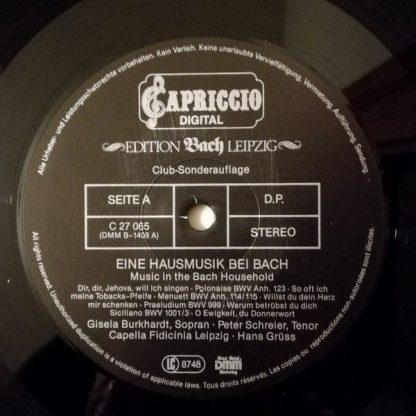 Alle Urheber- und Leistungsschutzrechte vorbehalten. Kein Verleih. Keine unerlaubte Vervielfältigung, Vermietung, Aufführung, Sendung.
CAPRICCIO
DIGITAL
EDITION Bach LEIPZIG
Club-Sonderauflage
SEITE A
D.P.
C 27 065
(DMM B-1408 A)
STEREO
EINE HAUSMUSIK BEI BACH
Music in the Bach Household
Dir, dir, Jehova, will ich singen - Polonaise BWV Anh. 123 - So oft ich
meine Tobacks-Pfeife - Menuett BWV Anh. 114/115 - Willst du dein Herz
mir schenken - Praeludium BWV 999 - Warum betrübst du dich
Siciliano BWV 1001/3 - O Ewigkeit, du Donnerwort
Gisela Burkhardt, Sopran - Peter Schreier, Tenor
Capella Fidicinia Leipzig - Hans Grüss
LC 8748
Direct Metal
DMM
Mastering
All rights reserved. Unauthorized duplication is a violation of applicable laws. Tous droits réservés. Les copies ou reproductions non autorisées sont illicites.